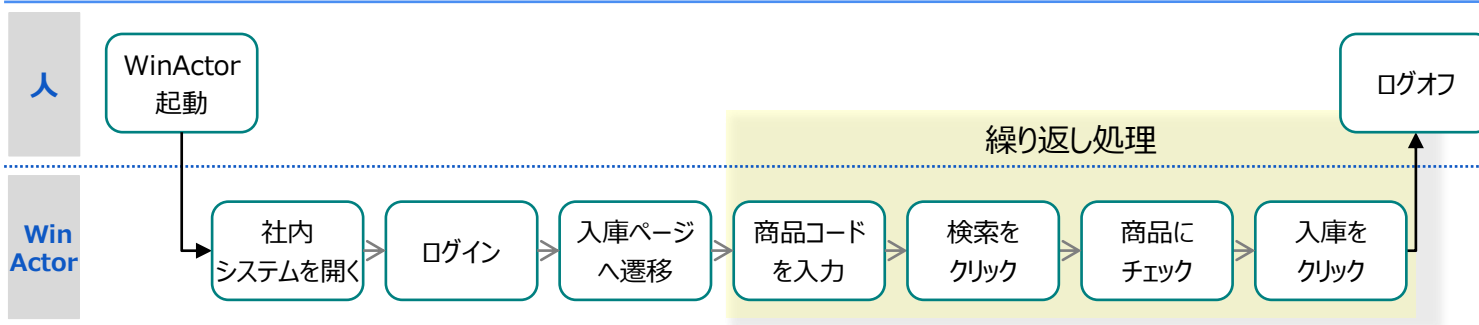 人
WinActor
起動
ログオフ
繰り返し処理
Win
Actor
社内
システムを開く
ログイン
入庫ページ
へ遷移
商品コード
を入力
検索を
クリック
商品に
チェック
入庫を
クリック